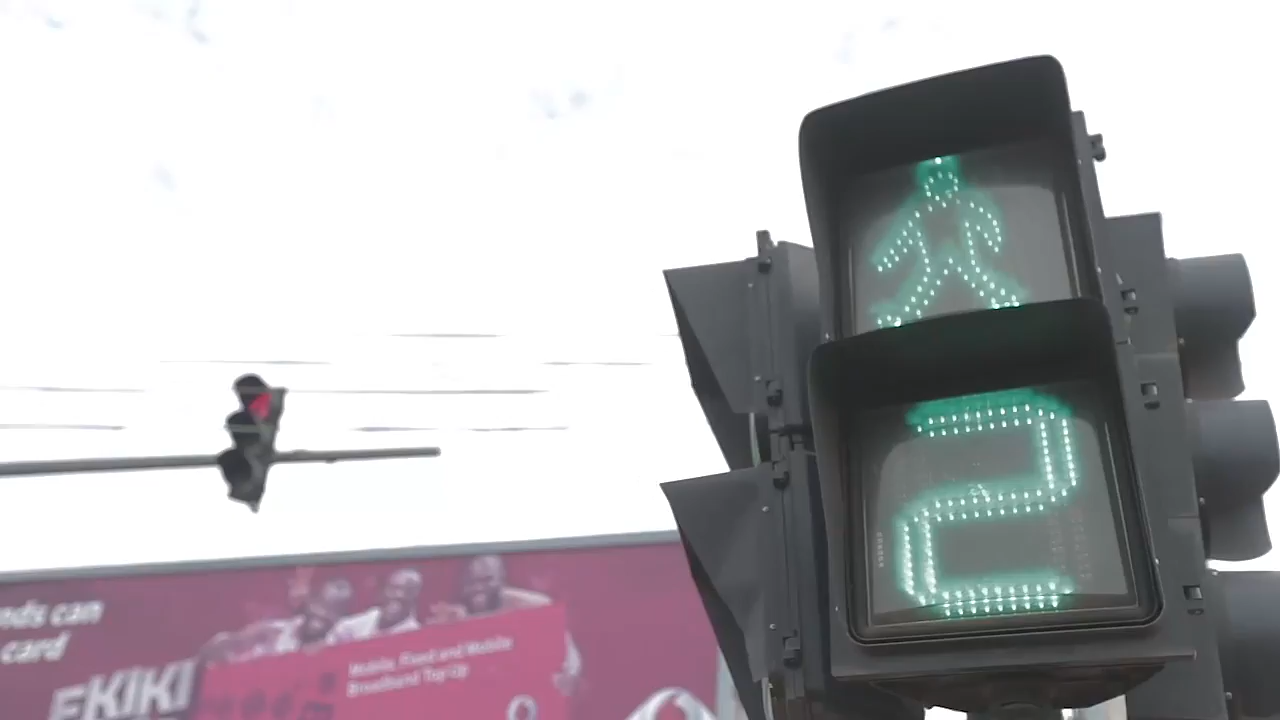 nds can
card
EKIKI
Mobile, Fixed and Mobile
Broadband Top Up
2